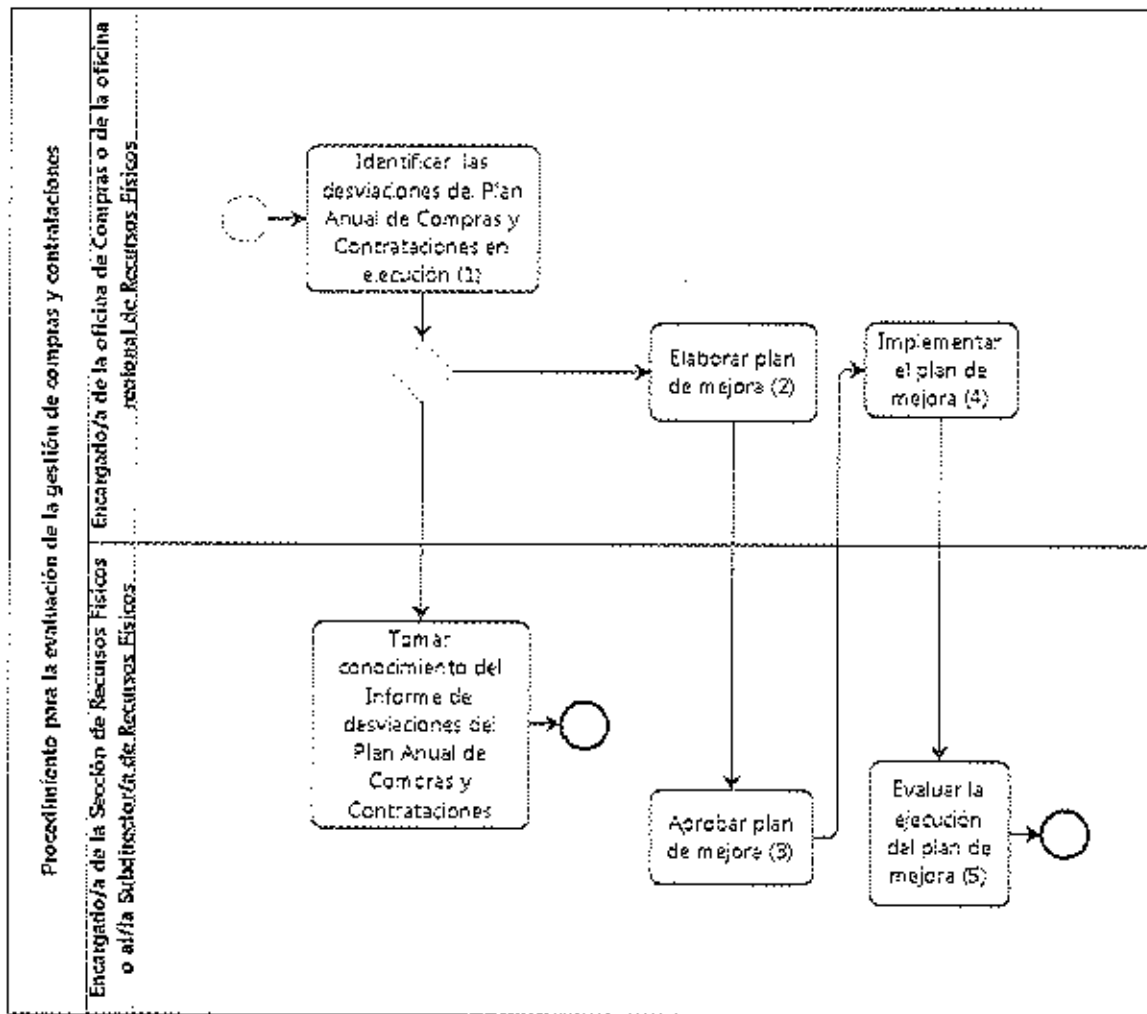 Procedimiento para la evaluación de la gestión de compras y contrataciones
Encargado/a de la oficina de Compras o de la oficina
regional de Recursos Físicos
Identificar las
desviaciones del Plan
Anual de Compras y
Contrataciones en
ejecución (1)
Elaborar plan
de mejora (2)
Implementar
el plan de
mejora (4)
Encargado/a de la Sección de Recursos Físicos
o al/la Subdirector/a de Recursos Físicos
Tomar
conocimiento del
Informe de
desviaciones del
Plan Anual de
Compras y
Contrataciones
Aprobar plan
de mejora (3)
Evaluar la
ejecución
del plan de
mejora (5)